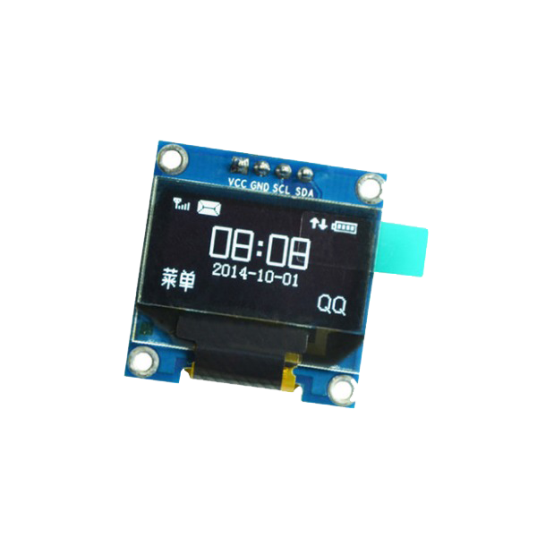 VCC GND SCL SDA
08:08
2014-10-01
菜单
QQ